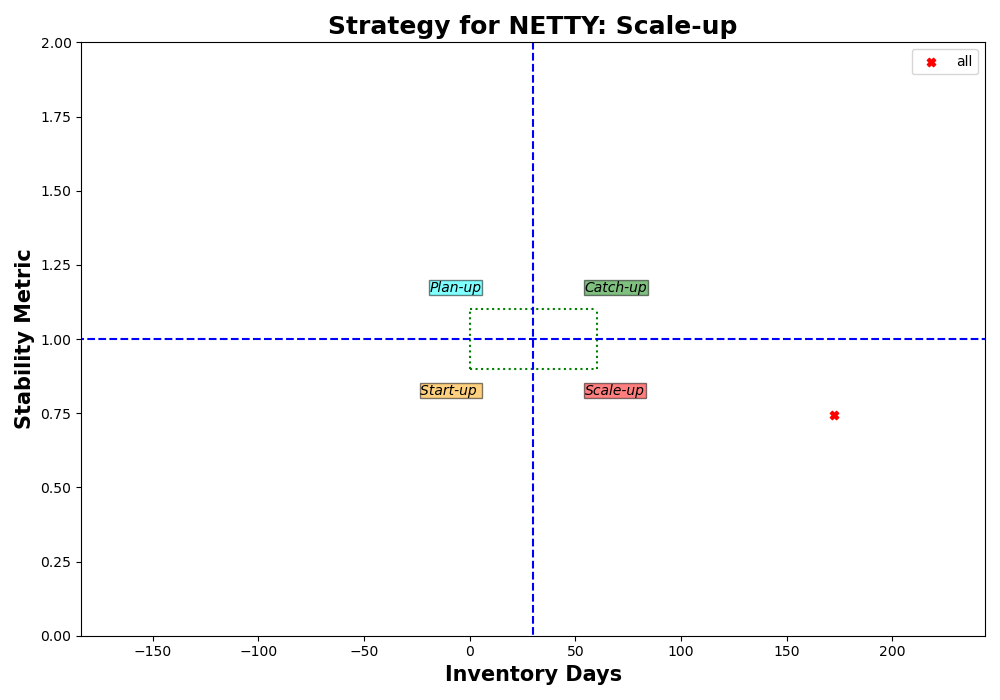 Strategy for NETTY: Scale-up
2.00
all
1.75
1.50
1.25
Plan-up Catch-up
1.00
Start-up Scale-up
0.75
0.50
0.25
0.00
Stability Metric
−150 −100 −50 0 50 100 150 200
Inventory Days